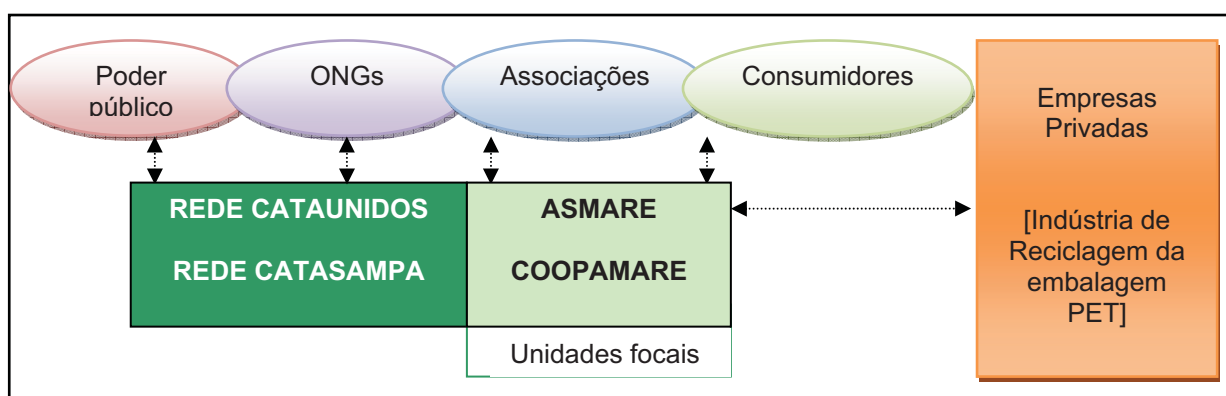 Poder
público
ONGs
Associações
Consumidores
Empresas
Privadas
[Indústria de
Reciclagem da
embalagem
PET]
REDE CATAUNIDOS
REDE CATASAMPA
ASMARE
COOPAMARE
Unidades focais